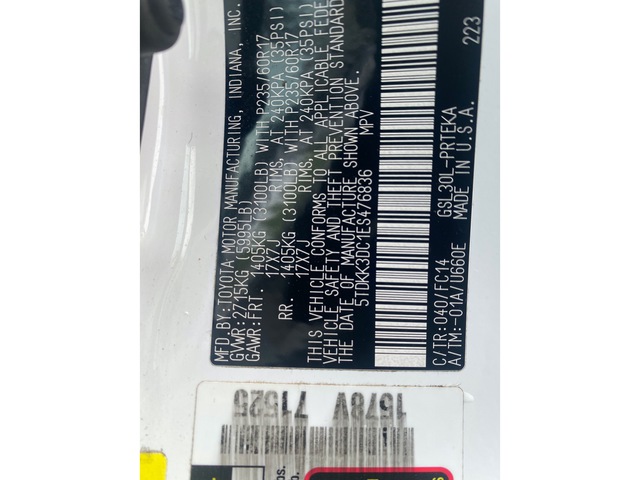 MFD.BY:TOYOTA MOTOR MANUFACTURING, INDIANA, INC.
GVWR:2715KG (5995LB)
GAWR:FRT. 1405KG (3100LB) WITH P235/60R17
17X7J RIMS, AT 240KPA (35PSI)
RR. 1405KG (3100LB) WITH P235/60R17
17X7J RIMS, AT 240KPA (35PSI)
THIS VEHICLE CONFORMS TO ALL APPLICABLE FEDE
VEHICLE SAFETY AND THEFT PREVENTION STANDARD
THE DATE OF MANUFACTURE SHOWN ABOVE.
5TDKK3DC1ES476836 MPV
C/TR:040/FC14 GSL30L-PRTEKA 223
A/TM:-01A/U660E MADE IN U.S.A.
1578V 71525